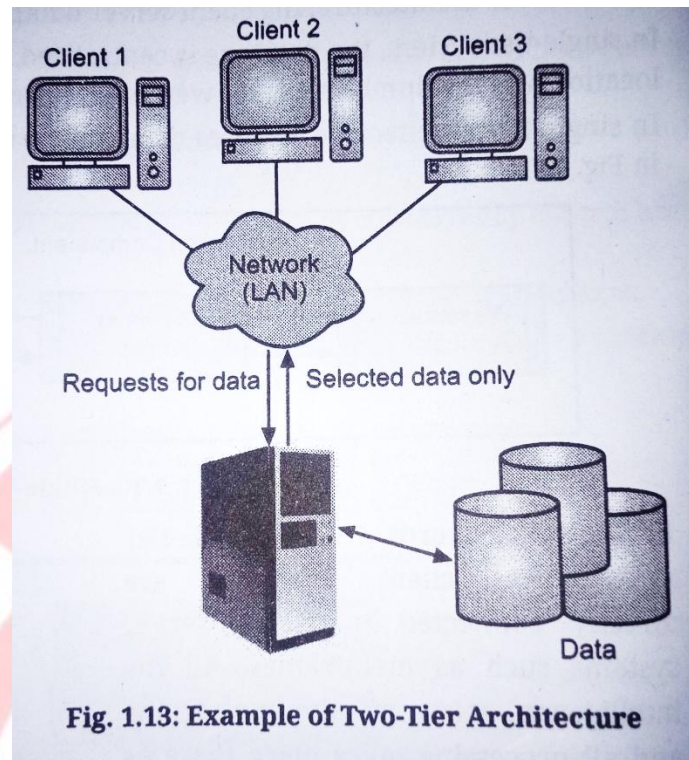 Client 1
Client 2
Client 3
Network
(LAN)
Requests for data
Selected data only
Data
Fig. 1.13: Example of Two-Tier Architecture